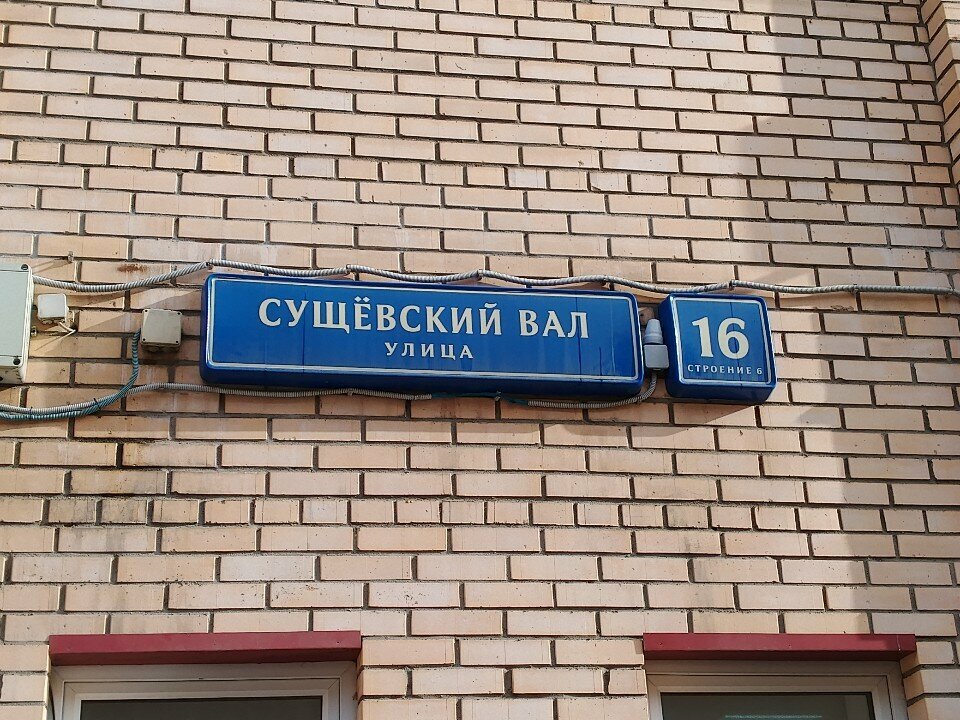 СУЩЁВСКИЙ ВАЛ
УЛИЦА
16
СТРОЕНИЕ 6